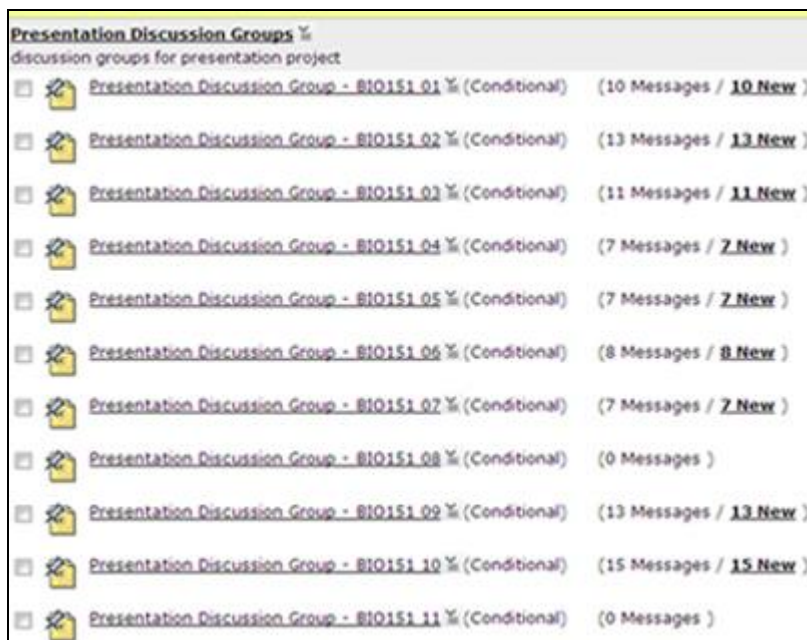 Presentation Discussion Groups
discussion groups for presentation project
Presentation Discussion Group - BIO151 01 (Conditional) (10 Messages / 10 New )
Presentation Discussion Group - BIO151 02 (Conditional) (13 Messages / 13 New )
Presentation Discussion Group - BIO151 03 (Conditional) (11 Messages / 11 New )
Presentation Discussion Group - BIO151 04 (Conditional) (7 Messages / 7 New )
Presentation Discussion Group - BIO151 05 (Conditional) (7 Messages / 7 New )
Presentation Discussion Group - BIO151 06 (Conditional) (8 Messages / 8 New )
Presentation Discussion Group - BIO151 07 (Conditional) (7 Messages / 7 New )
Presentation Discussion Group - BIO151 08 (Conditional) (0 Messages )
Presentation Discussion Group - BIO151 09 (Conditional) (13 Messages / 13 New )
Presentation Discussion Group - BIO151 10 (Conditional) (15 Messages / 15 New )
Presentation Discussion Group - BIO151 11 (Conditional) (0 Messages )